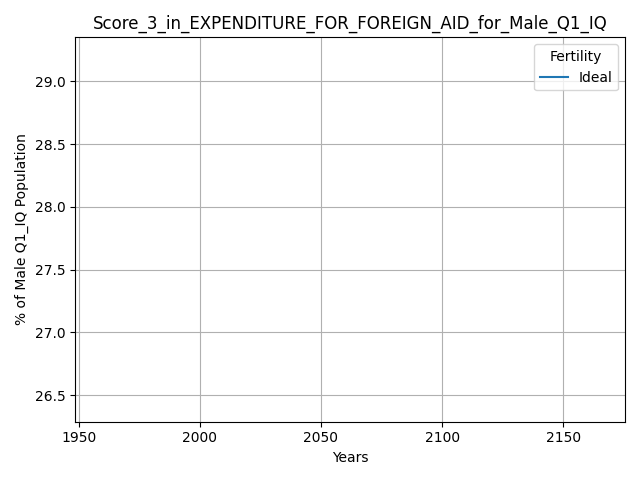 Score_3_in_EXPENDITURE_FOR_FOREIGN_AID_for_Male_Q1_IQ
Fertility
Ideal
% of Male Q1_IQ Population
29.0
28.5
28.0
27.5
27.0
26.5
1950 2000 2050 2100 2150
Years